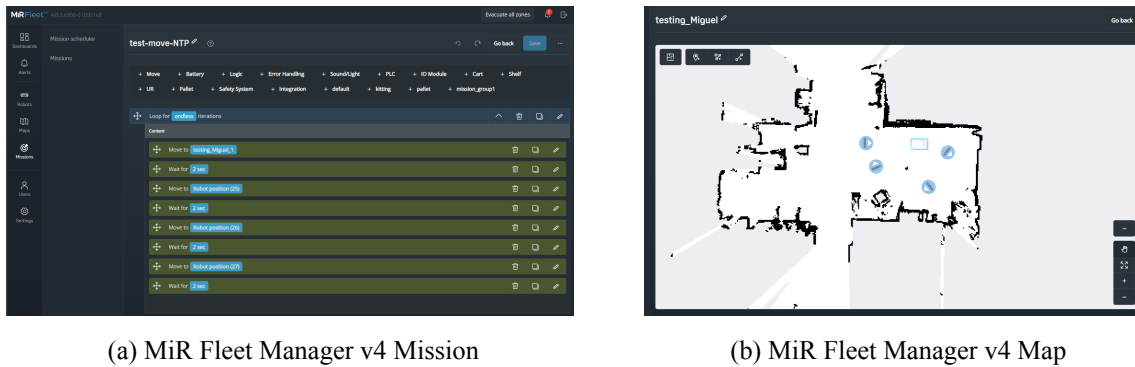 MiR Fleet™
Evacuate all zones
Dashboards
Alerts
Robots
Maps
Missions
Users
Settings
Mission scheduler
Missions
test-move-NTP
Go back Save
+ Move + Battery + Logic + Error Handling + Sound/Light + PLC + IO Module + Cart + Shelf
+ UR + Pallet + Safety System + Integration + default + kitting + pallet + mission_group1
Loop for endless iterations
Content
Move to testing_Miguel_1
Wait for 2 sec
Move to Robot position (25)
Wait for 2 sec
Move to Robot position (26)
Wait for 2 sec
Move to Robot position (27)
Wait for 2 sec
testing_Miguel
Go back
(a) MiR Fleet Manager v4 Mission
(b) MiR Fleet Manager v4 Map